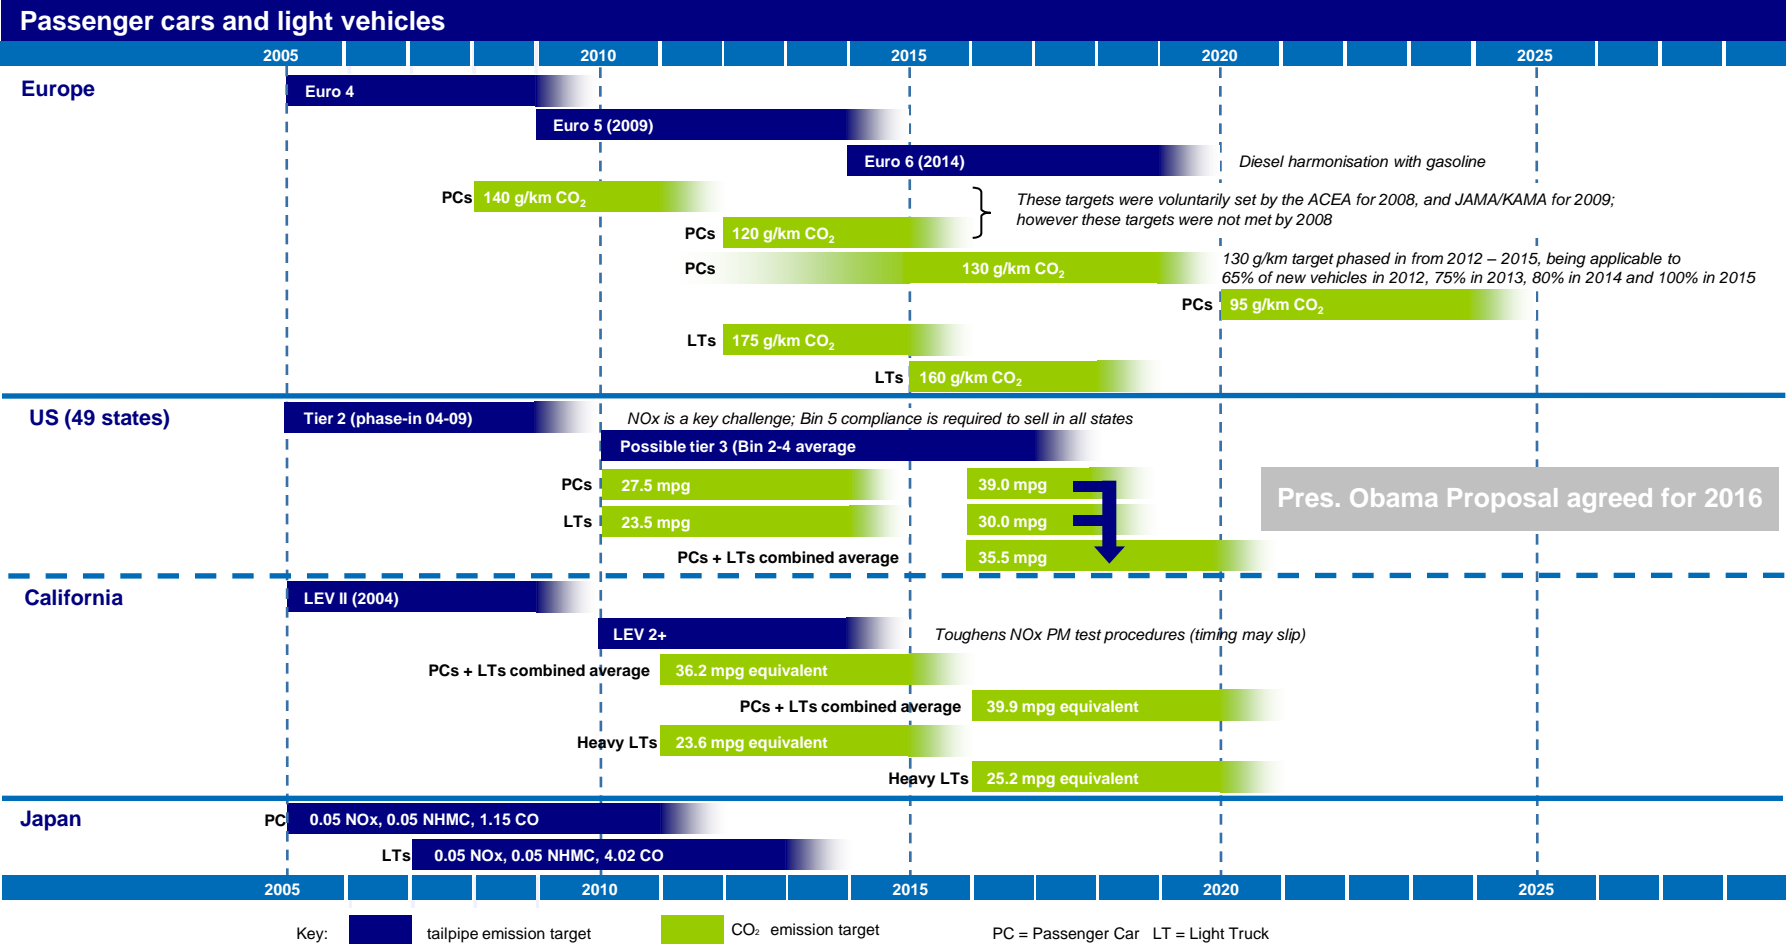 Passenger cars and light vehicles
2005 2010 2015 2020 2025
Europe
Euro 4
Euro 5 (2009)
Euro 6 (2014) Diesel harmonisation with gasoline
PCs 140 g/km CO₂ These targets were voluntarily set by the ACEA for 2008, and JAMA/KAMA for 2009;
however these targets were not met by 2008
PCs 120 g/km CO₂
PCs 130 g/km CO₂ 130 g/km target phased in from 2012 – 2015, being applicable to
65% of new vehicles in 2012, 75% in 2013, 80% in 2014 and 100% in 2015
PCs 95 g/km CO₂
LTs 175 g/km CO₂
LTs 160 g/km CO₂
US (49 states) Tier 2 (phase-in 04-09) NOx is a key challenge; Bin 5 compliance is required to sell in all states
Possible tier 3 (Bin 2-4 average
PCs 27.5 mpg 39.0 mpg
Pres. Obama Proposal agreed for 2016
LTs 23.5 mpg 30.0 mpg
PCs + LTs combined average 35.5 mpg
California LEV II (2004)
LEV 2+ Toughens NOx PM test procedures (timing may slip)
PCs + LTs combined average 36.2 mpg equivalent
PCs + LTs combined average 39.9 mpg equivalent
Heavy LTs 23.6 mpg equivalent
Heavy LTs 25.2 mpg equivalent
Japan PC 0.05 NOx, 0.05 NHMC, 1.15 CO
LTs 0.05 NOx, 0.05 NHMC, 4.02 CO
2005 2010 2015 2020 2025
Key: tailpipe emission target CO₂ emission target PC = Passenger Car LT = Light Truck